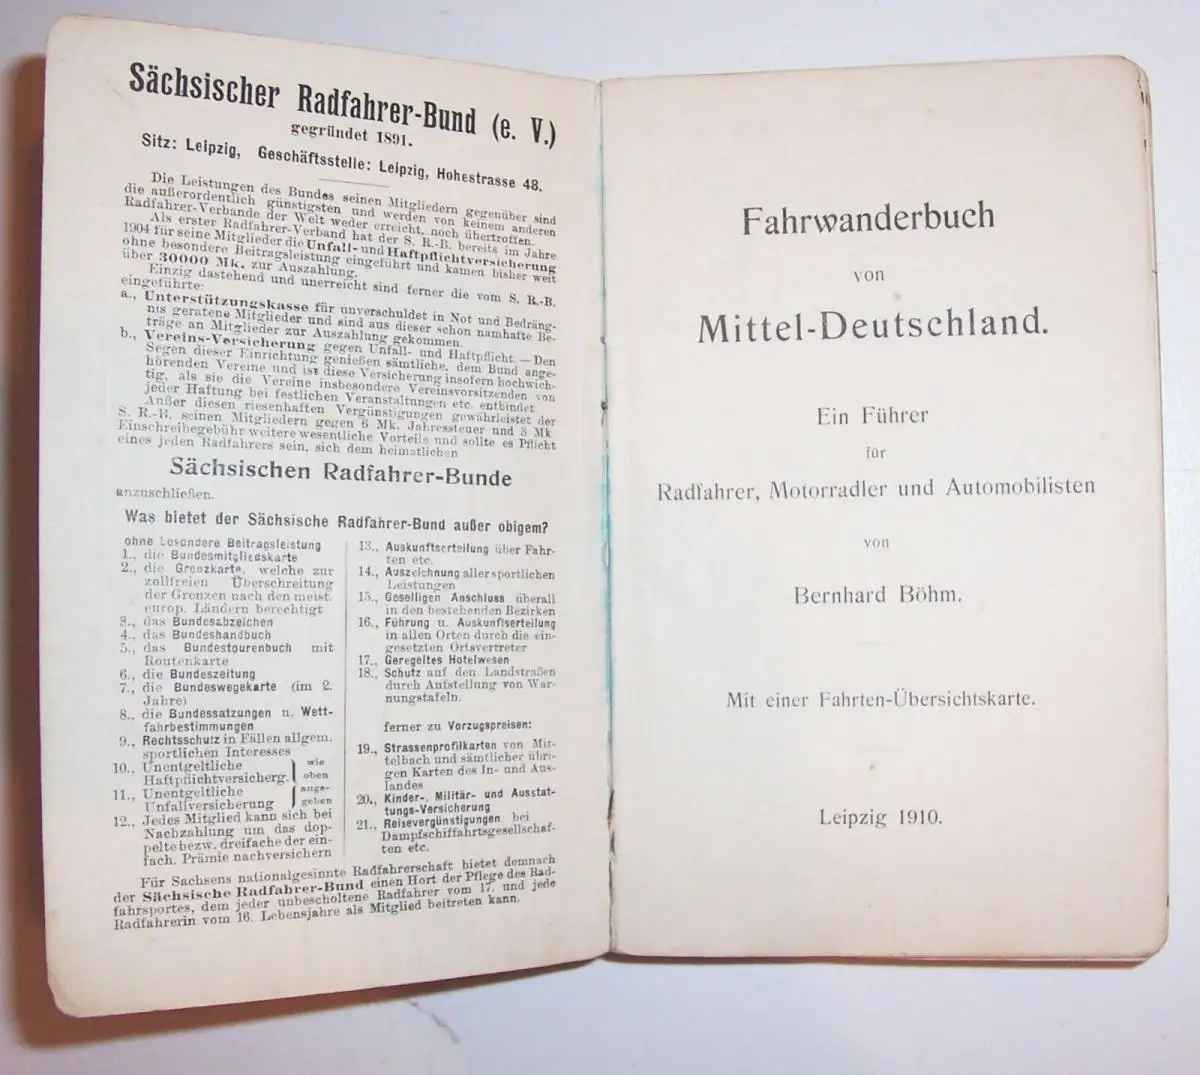 Sächsischer Radfahrer-Bund (e. V.)
gegründet 1891.
Sitz: Leipzig, Geschäftsstelle: Leipzig, Hohestrasse 48.
Die Leistungen des Bundes seinen Mitgliedern gegenüber sind
die außerordentlich günstigsten und werden von keinem anderen
Radfahrer-Verbande der Welt weder erreicht, noch übertroffen.
Als erster Radfahrer-Verband hat der S. R.-B. bereits im Jahre
1904 für seine Mitglieder die Unfall- und Haftpflichtversicherung
ohne besondere Beitragsleistung eingeführt und kamen bisher weit
über 30000 Mk. zur Auszahlung.
Einzig dastehend und unerreicht sind ferner die vom S. R.-B.
eingeführte:
a., Unterstützungskasse für unverschuldet in Not und Bedräng-
nis geratene Mitglieder und sind aus dieser schon namhafte Be-
träge an Mitglieder zur Auszahlung gekommen.
b., Vereins-Versicherung gegen Unfall- und Haftpflicht. — Den
Segen dieser Einrichtung genießen sämtliche, dem Bund ange-
hörenden Vereine und ist diese Versicherung insofern hochwich-
tig, als sie die Vereine insbesondere Vereinsvorsitzenden von
jeder Haftung bei festlichen Veranstaltungen etc. entbindet.
Außer diesen riesenhaften Vergünstigungen gewährleistet der
S. R.-B. seinen Mitgliedern gegen 6 Mk. Jahressteuer und 3 Mk
Einschreibegebühr weitere wesentliche Vorteile und sollte es Pflicht
eines jeden Radfahrers sein, sich dem heimatlichen
Sächsischen Radfahrer-Bunde
anzuschließen.
Was bietet der Sächsische Radfahrer-Bund außer obigem?
ohne besondere Beitragsleistung
1., die Bundesmitgliedskarte
2., die Grenzkarte, welche zur
zollfreien Überschreitung
der Grenzen nach den meist.
europ. Ländern berechtigt
3., das Bundesabzeichen
4., das Bundeshandbuch
5., das Bundestourenbuch mit
Routenkarte
6., die Bundeszeitung
7., die Bundeswegekarte (im 2.
Jahre)
8., die Bundessatzungen u. Wett-
fahrbestimmungen
9., Rechtsschutz in Fällen allgem.
sportlichen Interesses
10., Unentgeltliche wie
Haftpflichtversicherg. oben
11., Unentgeltliche ange-
Unfallversicherung geben
12., Jedes Mitglied kann sich bei
Nachzahlung um das dop-
pelte bezw. dreifache der ein-
fach. Prämie nachversichern
13., Auskunftserteilung über Fahr-
ten etc.
14., Auszeichnung aller sportlichen
Leistungen
15., Geselligen Anschluss überall
in den bestehenden Bezirken
16., Führung u. Auskunftserteilung
in allen Orten durch die ein-
gesetzten Ortsvertreter
17., Geregeltes Hotelwesen
18., Schutz auf den Landstraßen
durch Aufstellung von War-
nungstafeln.
ferner zu Vorzugspreisen:
19., Strassenprofilkarten von Mit-
telbach und sämtlicher übri-
gen Karten des In- und Aus-
landes
20., Kinder-, Militär- und Ausstat-
tungs-Versicherung
21., Reisevergünstigungen bei
Dampfschiffahrtsgesellschaf-
ten etc.
Für Sachsens nationalgesinnte Radfahrerschaft bietet demnach
der Sächsische Radfahrer-Bund einen Hort der Pflege des Rad-
fahrsportes, dem jeder unbescholtene Radfahrer vom 17. und jede
Radfahrerin vom 16. Lebensjahre als Mitglied beitreten kann.
Fahrwanderbuch
von
Mittel-Deutschland.
Ein Führer
für
Radfahrer, Motorradler und Automobilisten
von
Bernhard Böhm.
Mit einer Fahrten-Übersichtskarte.
Leipzig 1910.